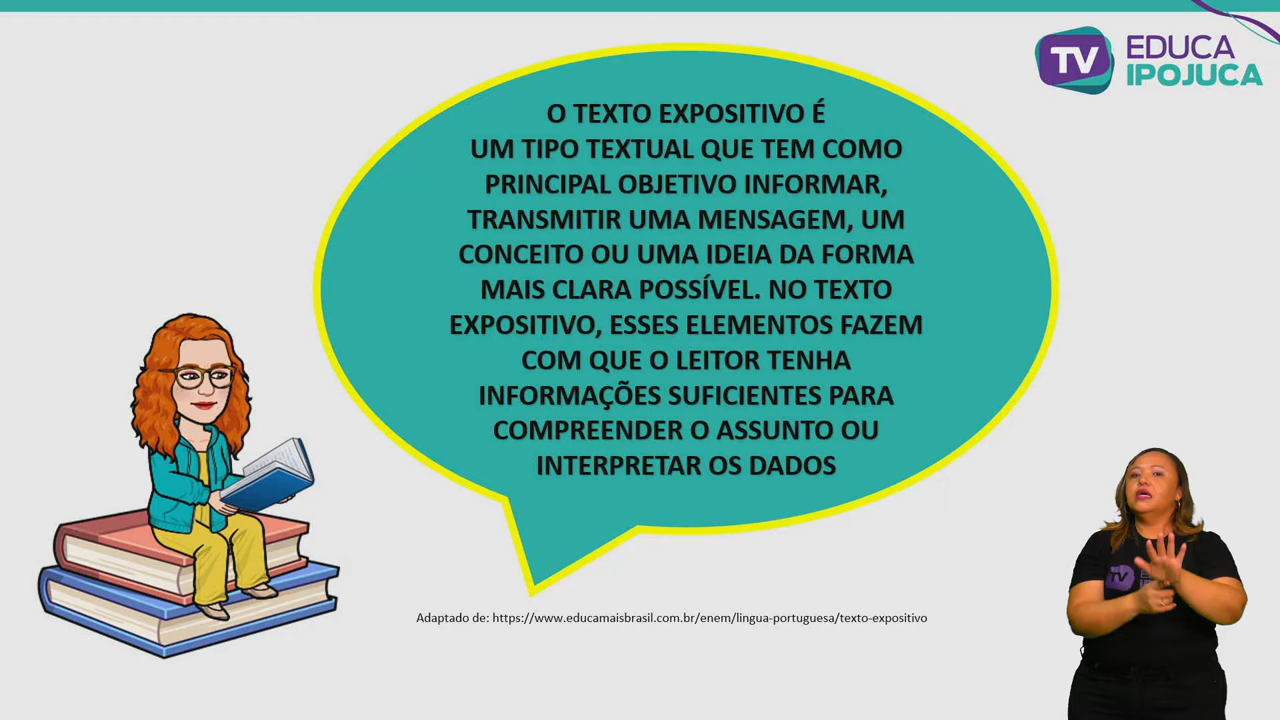 TV EDUCA
IPOJUCA
O TEXTO EXPOSITIVO É
UM TIPO TEXTUAL QUE TEM COMO
PRINCIPAL OBJETIVO INFORMAR,
TRANSMITIR UMA MENSAGEM, UM
CONCEITO OU UMA IDEIA DA FORMA
MAIS CLARA POSSÍVEL. NO TEXTO
EXPOSITIVO, ESSES ELEMENTOS FAZEM
COM QUE O LEITOR TENHA
INFORMAÇÕES SUFICIENTES PARA
COMPREENDER O ASSUNTO OU
INTERPRETAR OS DADOS
Adaptado de: https://www.educamaisbrasil.com.br/enem/lingua-portuguesa/texto-expositivo
TV